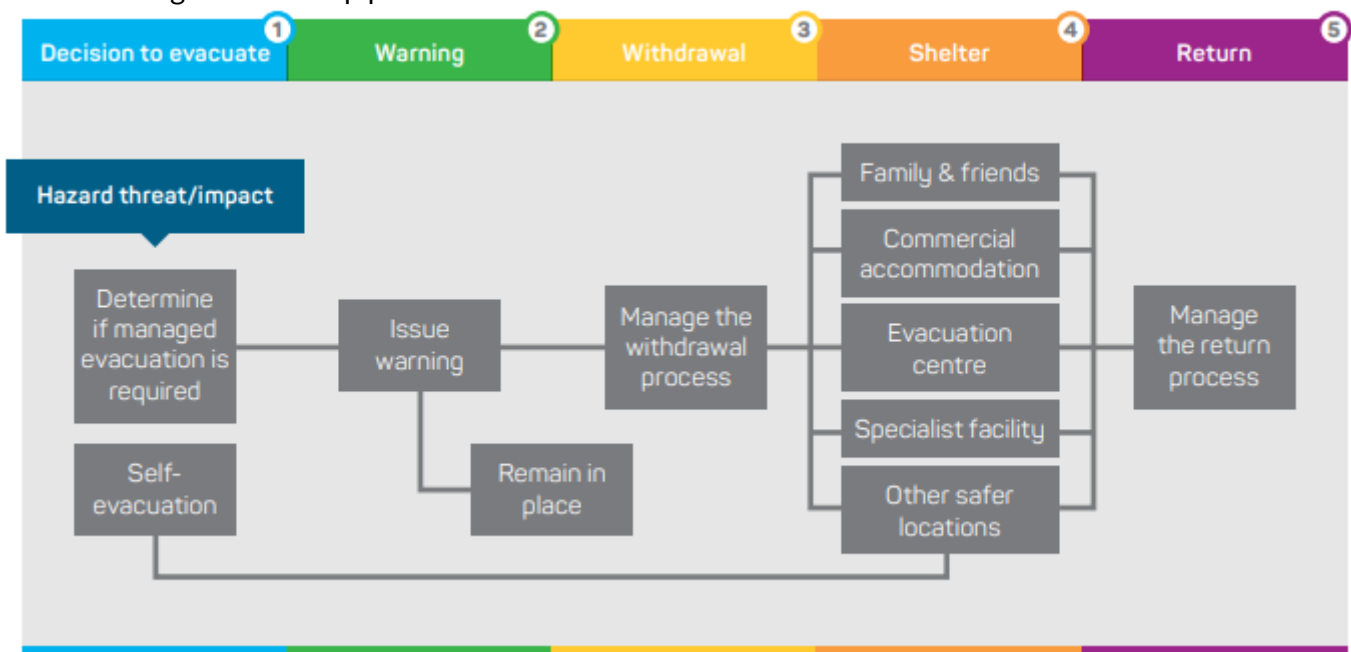 1
2
3
4
5
Decision to evacuate
Warning
Withdrawal
Shelter
Return
Hazard threat/impact
Determine
if managed
evacuation is
required
Self-
evacuation
Issue
warning
Remain in
place
Manage the
withdrawal
process
Family & friends
Commercial
accommodation
Evacuation
centre
Specialist facility
Other safer
locations
Manage
the return
process